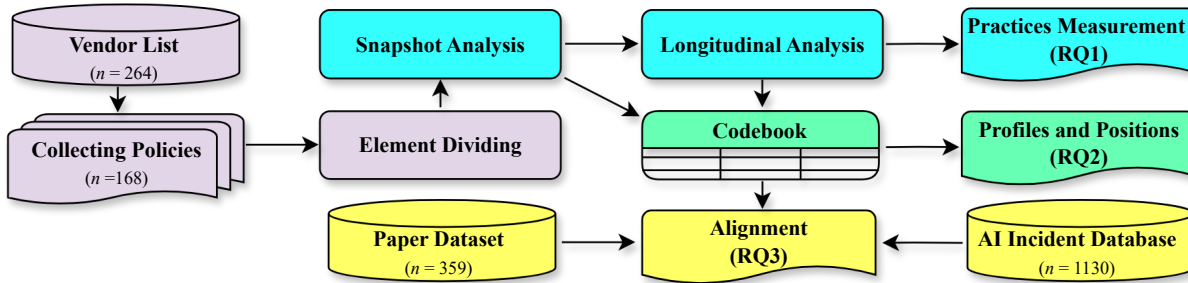 Vendor List
(n = 264)
Collecting Policies
(n =168)
Snapshot Analysis
Element Dividing
Longitudinal Analysis
Codebook
Practices Measurement
(RQ1)
Profiles and Positions
(RQ2)
Paper Dataset
(n = 359)
Alignment
(RQ3)
AI Incident Database
(n = 1130)